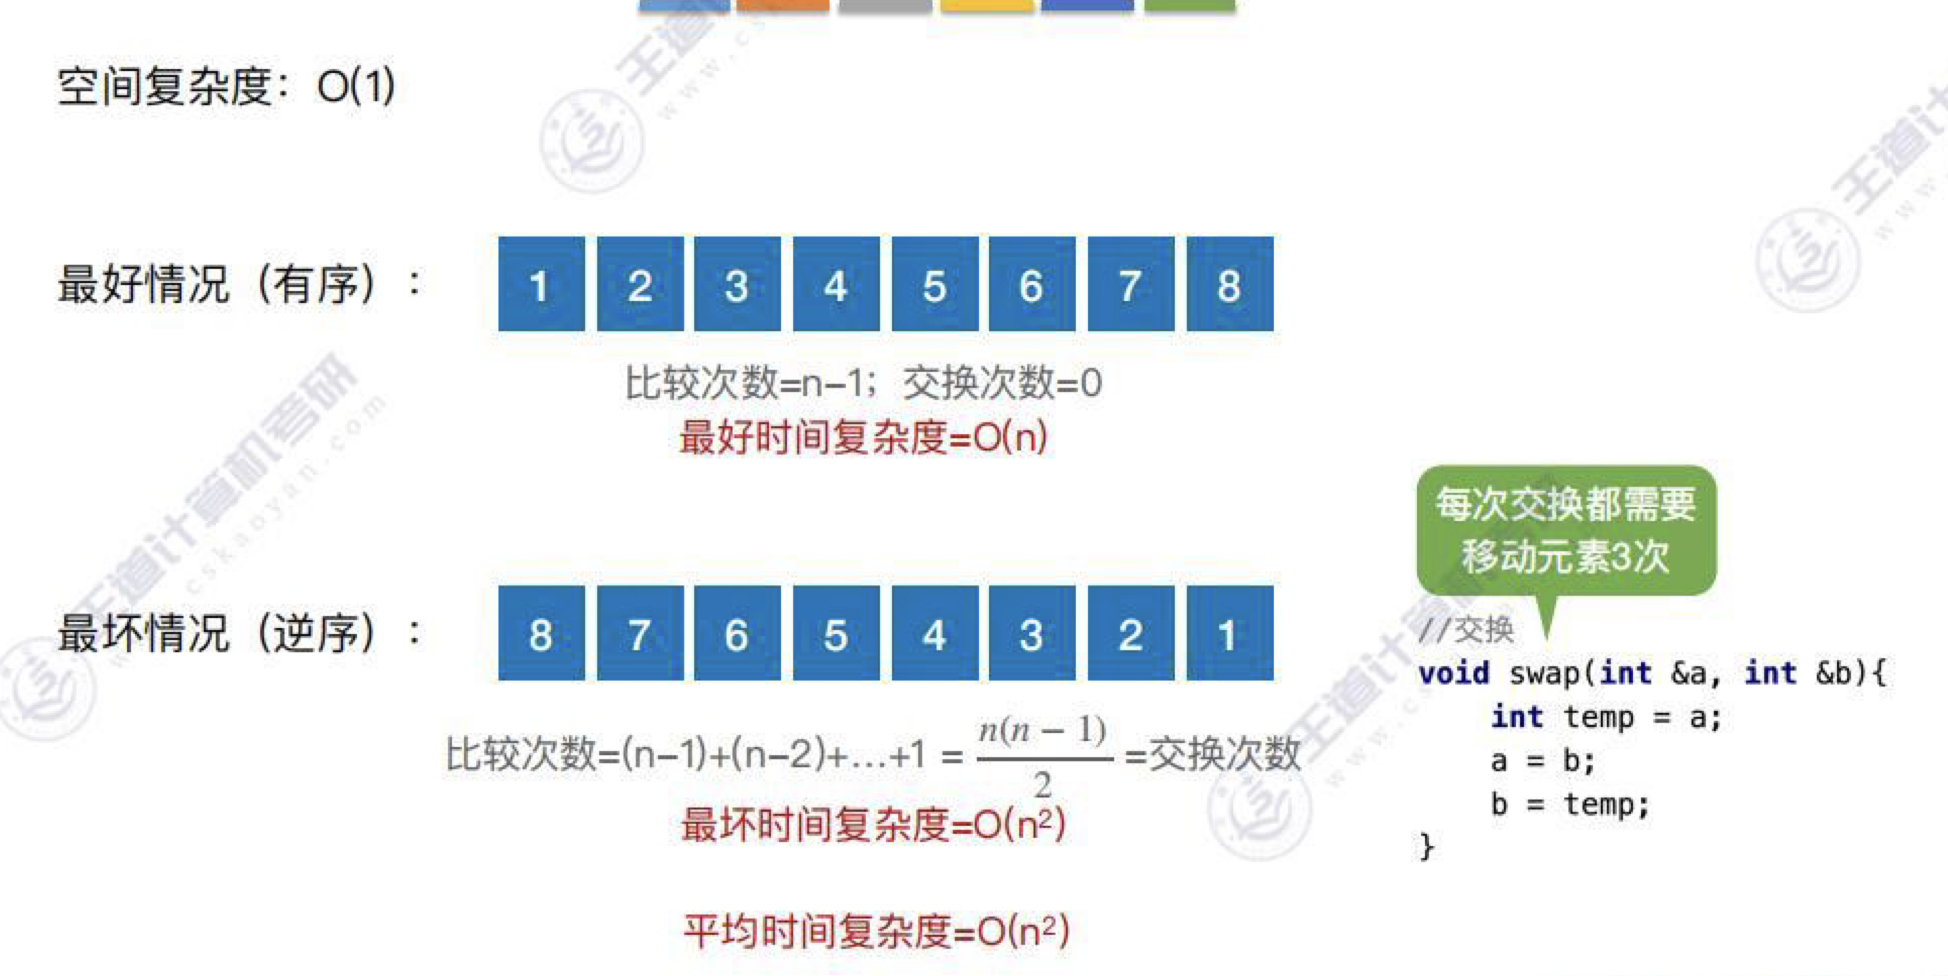 空间复杂度：O(1)
最好情况（有序）：
1 2 3 4 5 6 7 8
比较次数=n-1；交换次数=0
最好时间复杂度=O(n)
最坏情况（逆序）：
8 7 6 5 4 3 2 1
比较次数=(n-1)+(n-2)+…+1 = n(n − 1)/2 =交换次数
最坏时间复杂度=O(n²)
平均时间复杂度=O(n²)
每次交换都需要
移动元素3次
//交换
void swap(int &a, int &b){
int temp = a;
a = b;
b = temp;
}
王道计算机考研
cskaoyan.com